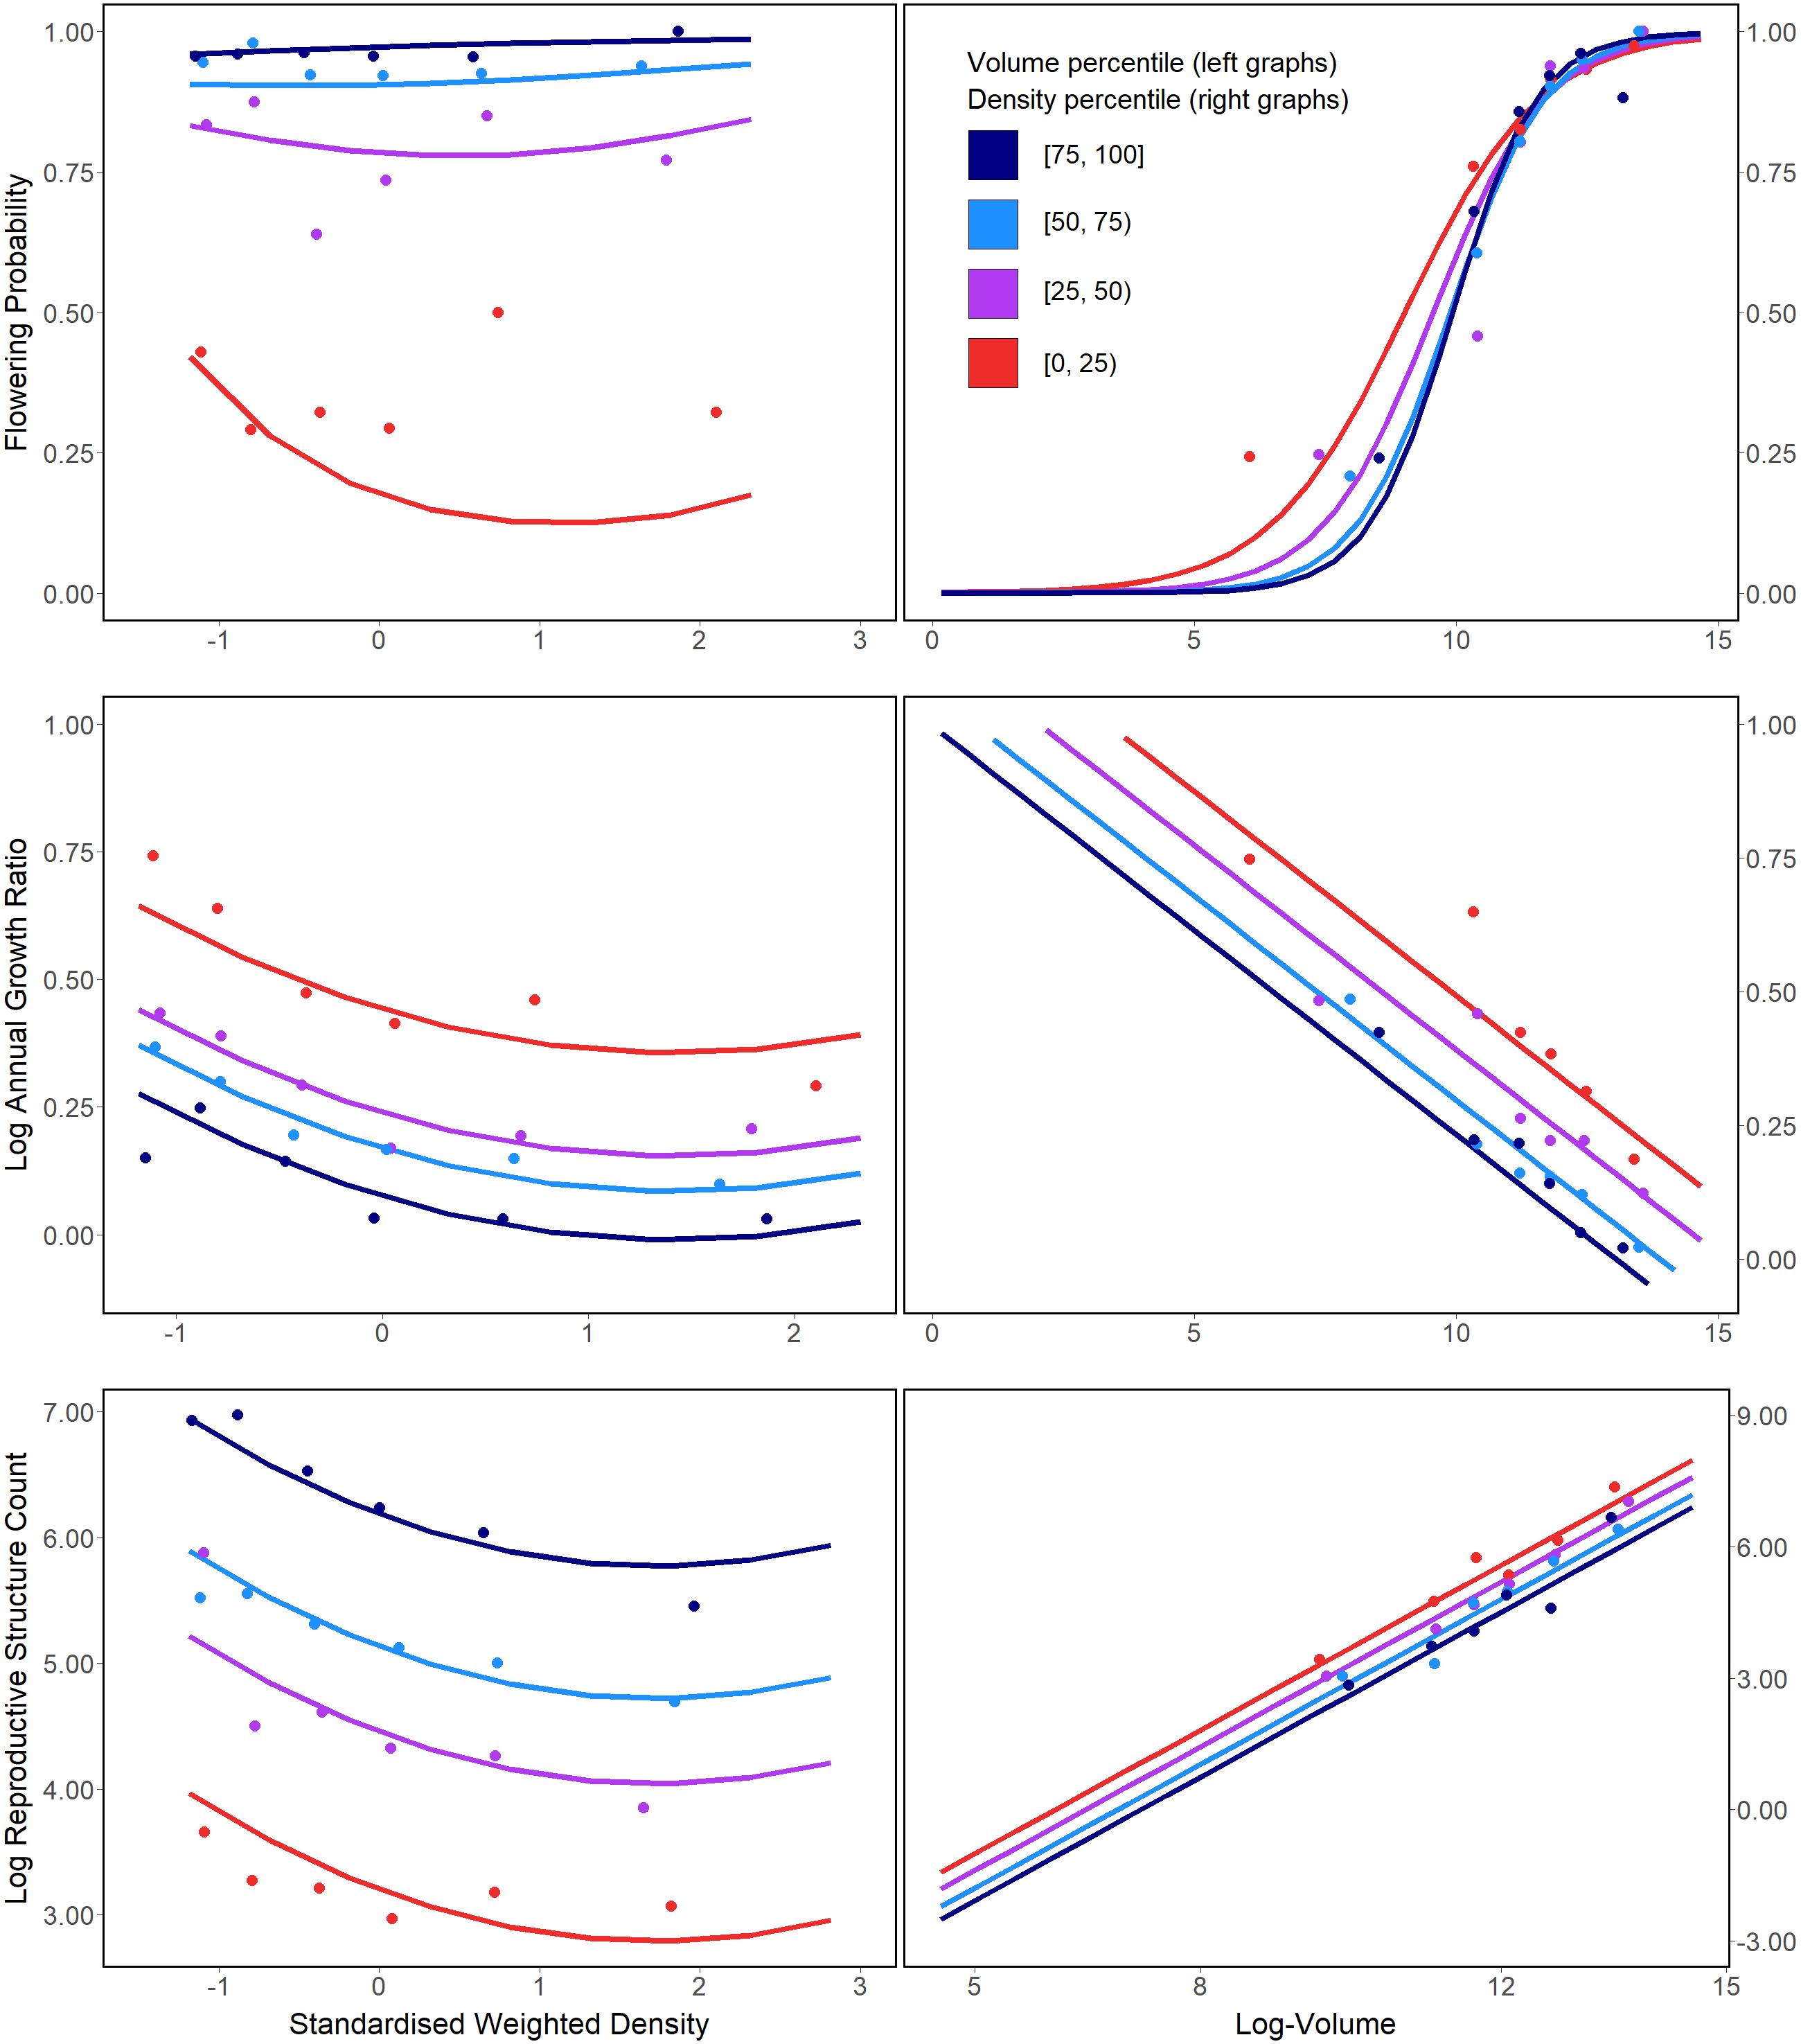 Flowering Probability
1.00
0.75
0.50
0.25
0.00
-1 0 1 2 3
Volume percentile (left graphs)
Density percentile (right graphs)
[75, 100]
[50, 75)
[25, 50)
[0, 25)
1.00
0.75
0.50
0.25
0.00
0 5 10 15
Log Annual Growth Ratio
1.00
0.75
0.50
0.25
0.00
-1 0 1 2
1.00
0.75
0.50
0.25
0.00
0 5 10 15
Log Reproductive Structure Count
7.00
6.00
5.00
4.00
3.00
-1 0 1 2 3
Standardised Weighted Density
9.00
6.00
3.00
0.00
-3.00
5 8 12 15
Log-Volume